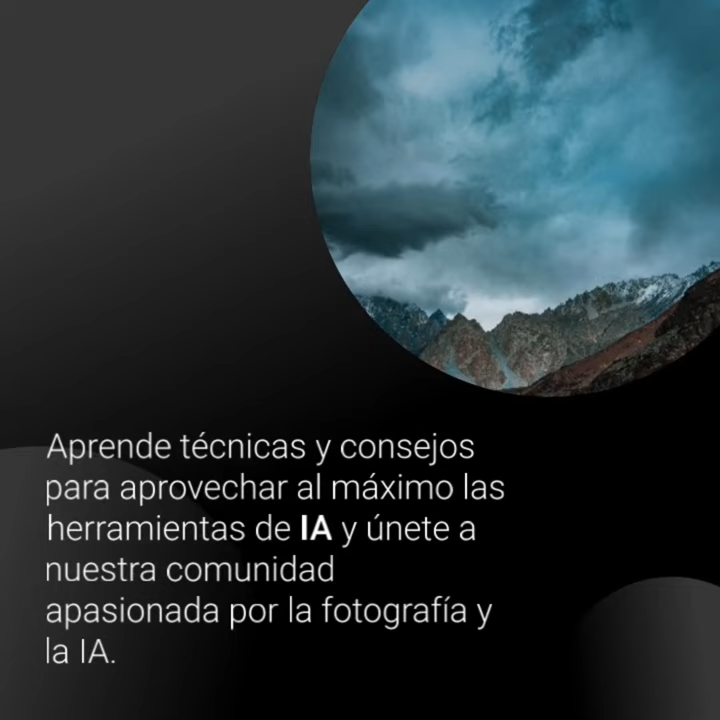 Aprende técnicas y consejos
para aprovechar al máximo las
herramientas de IA y únete a
nuestra comunidad
apasionada por la fotografía y
la IA.